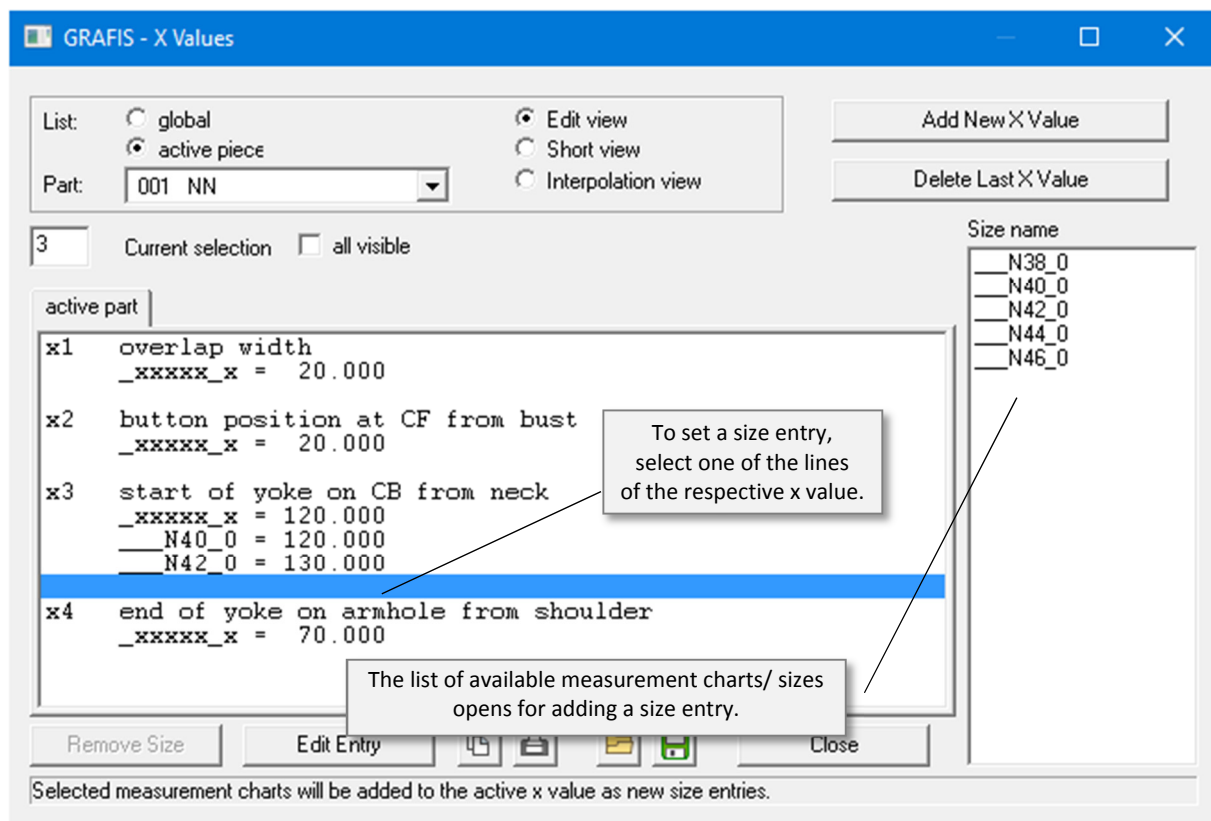 GRAFIS - X Values
List:
global
active piece
Edit view
Short view
Interpolation view
Part:
001 NN
Add New X Value
Delete Last X Value
3
Current selection
all visible
Size name
___N38_0
___N40_0
___N42_0
___N44_0
___N46_0
active part
x1 overlap width
_xxxxx_x = 20.000
x2 button position at CF from bust
_xxxxx_x = 20.000
x3 start of yoke on CB from neck
_xxxxx_x = 120.000
___N40_0 = 120.000
___N42_0 = 130.000
x4 end of yoke on armhole from shoulder
_xxxxx_x = 70.000
To set a size entry,
select one of the lines
of the respective x value.
The list of available measurement charts/ sizes
opens for adding a size entry.
Remove Size
Edit Entry
Close
Selected measurement charts will be added to the active x value as new size entries.